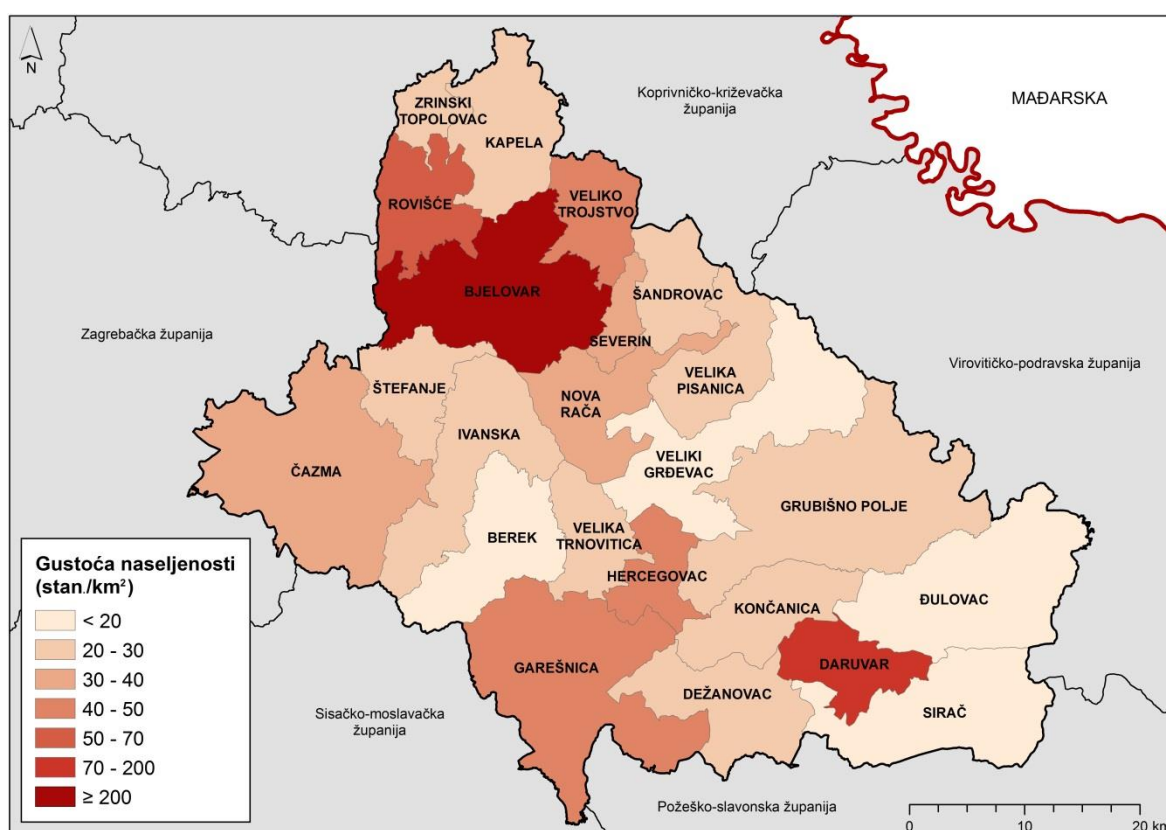 N
Koprivničko-križevačka
županija
MAĐARSKA
ZRINSKI
TOPOLOVAC
KAPELA
ROVIŠĆE
VELIKO
TROJSTVO
BJELOVAR
ŠANDROVAC
SEVERIN
Zagrebačka županija
Virovitičko-podravska županija
ŠTEFANJE
NOVA
RAČA
VELIKA
PISANICA
IVANSKA
ČAZMA
VELIKI
GRĐEVAC
GRUBIŠNO POLJE
BEREK
VELIKA
TRNOVITICA
HERCEGOVAC
KONČANICA
ĐULOVAC
GAREŠNICA
DARUVAR
DEŽANOVAC
SIRAČ
Sisačko-moslavačka
županija
Požeško-slavonska županija
Gustoća naseljenosti
(stan./km²)
< 20
20 - 30
30 - 40
40 - 50
50 - 70
70 - 200
≥ 200
0 10 20 km